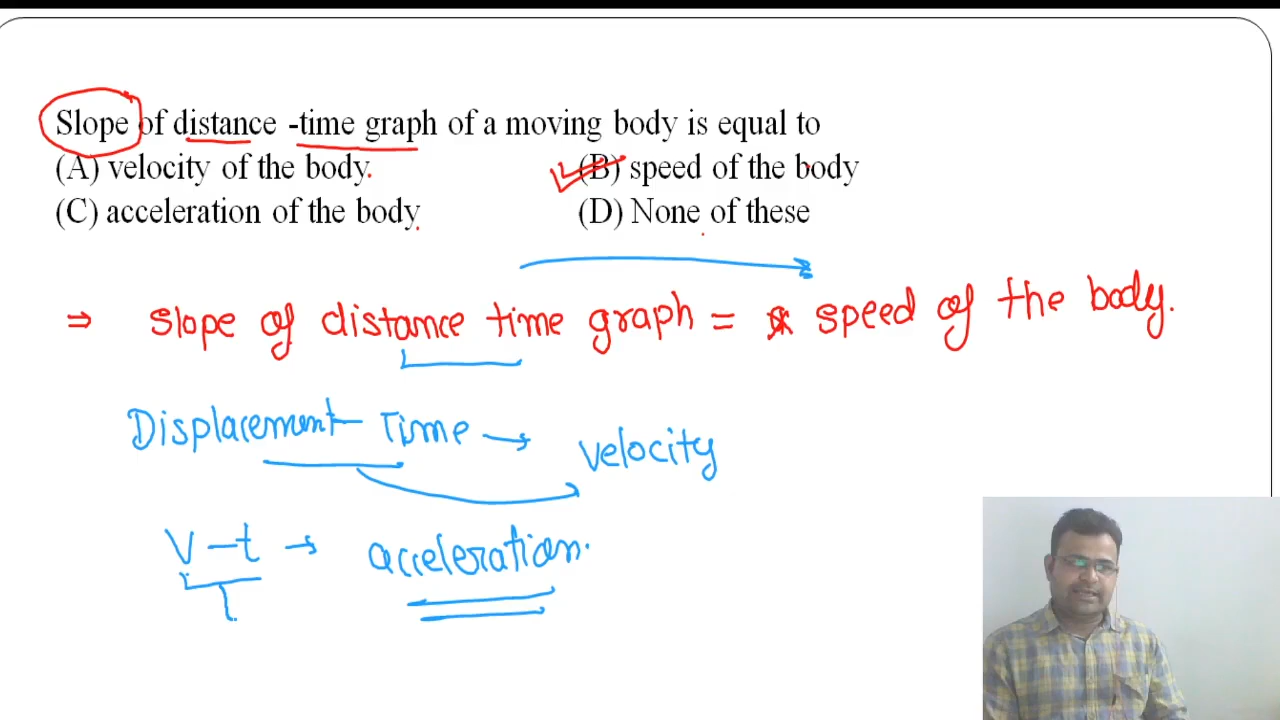 Slope of distance -time graph of a moving body is equal to
(A) velocity of the body. (B) speed of the body
(C) acceleration of the body (D) None of these
⇒ Slope of distance time graph = speed of the body.
Displacement - Time → velocity
V - t → acceleration.